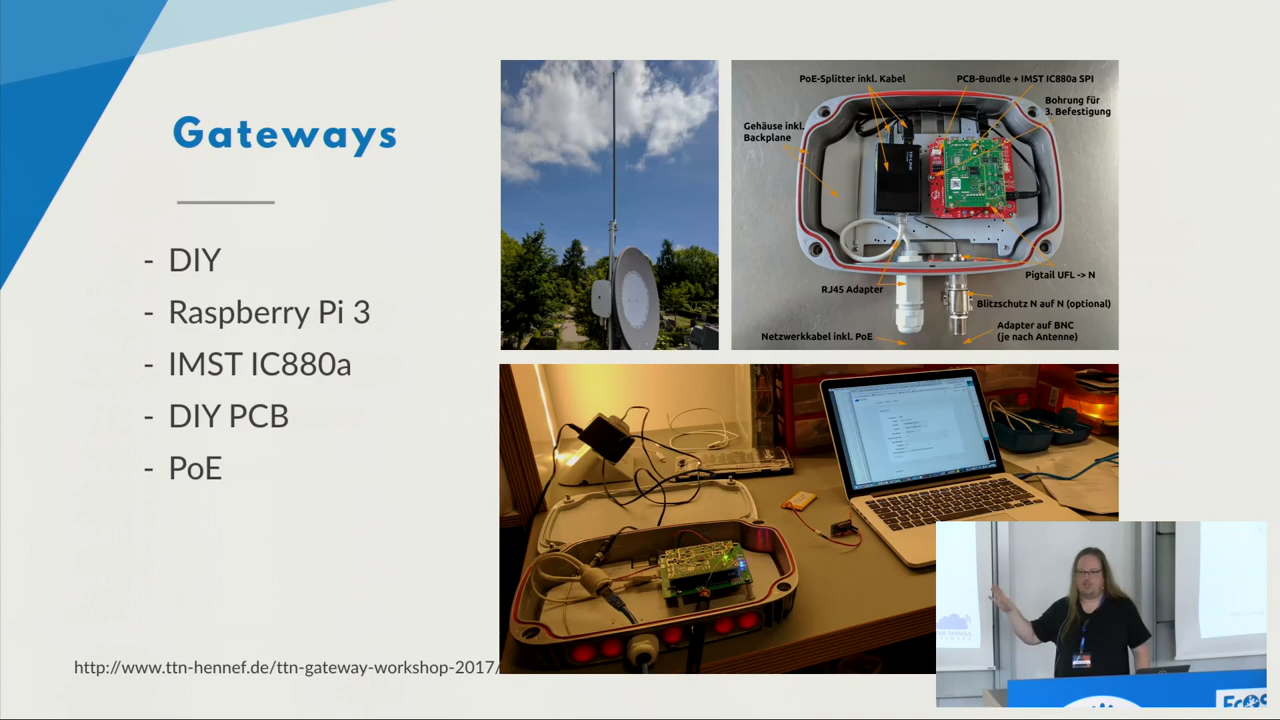 Gateways
- DIY
- Raspberry Pi 3
- IMST IC880a
- DIY PCB
- PoE
http://www.ttn-hennef.de/ttn-gateway-workshop-2017/
PoE-Splitter inkl. Kabel
PCB-Bundle + IMST IC880a SPI
Bohrung für
3. Befestigung
Gehäuse inkl.
Backplane
Pigtail UFL -> N
RJ45 Adapter
Blitzschutz N auf N (optional)
Adapter auf BNC
(je nach Antenne)
Netzwerkkabel inkl. PoE